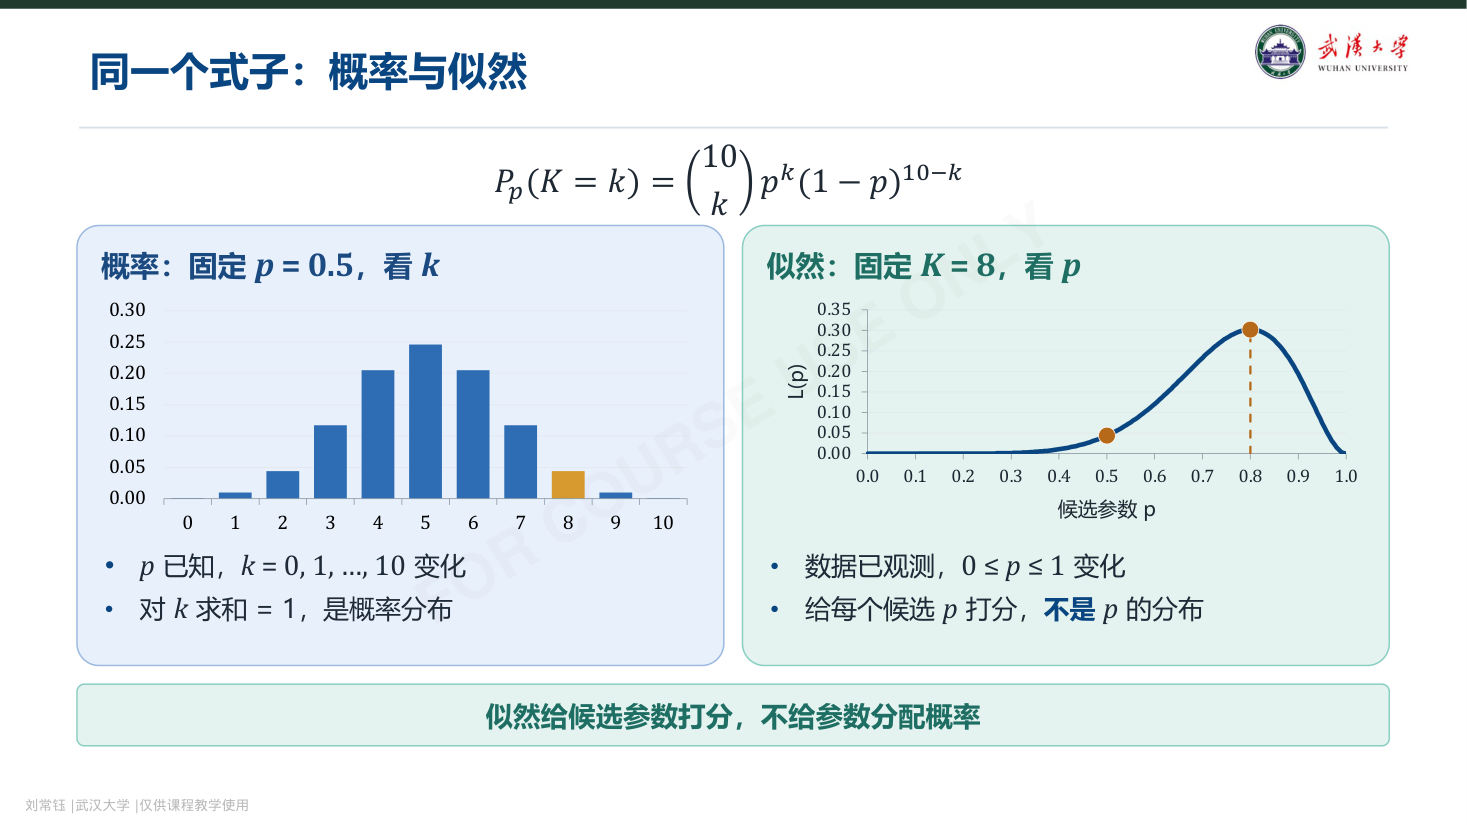 同一个式子：概率与似然
武漢大学
WUHAN UNIVERSITY
P_p(K = k) = \binom{10}{k} p^k (1 − p)^{10−k}
概率：固定 p = 0.5，看 k
0.30
0.25
0.20
0.15
0.10
0.05
0.00
0 1 2 3 4 5 6 7 8 9 10
• p 已知，k = 0, 1, ..., 10 变化
• 对 k 求和 = 1，是概率分布
似然：固定 K = 8，看 p
L(p)
0.35
0.30
0.25
0.20
0.15
0.10
0.05
0.00
0.0 0.1 0.2 0.3 0.4 0.5 0.6 0.7 0.8 0.9 1.0
候选参数 p
• 数据已观测，0 ≤ p ≤ 1 变化
• 给每个候选 p 打分，不是 p 的分布
似然给候选参数打分，不给参数分配概率
FOR COURSE USE ONLY
刘常钰 |武汉大学 |仅供课程教学使用